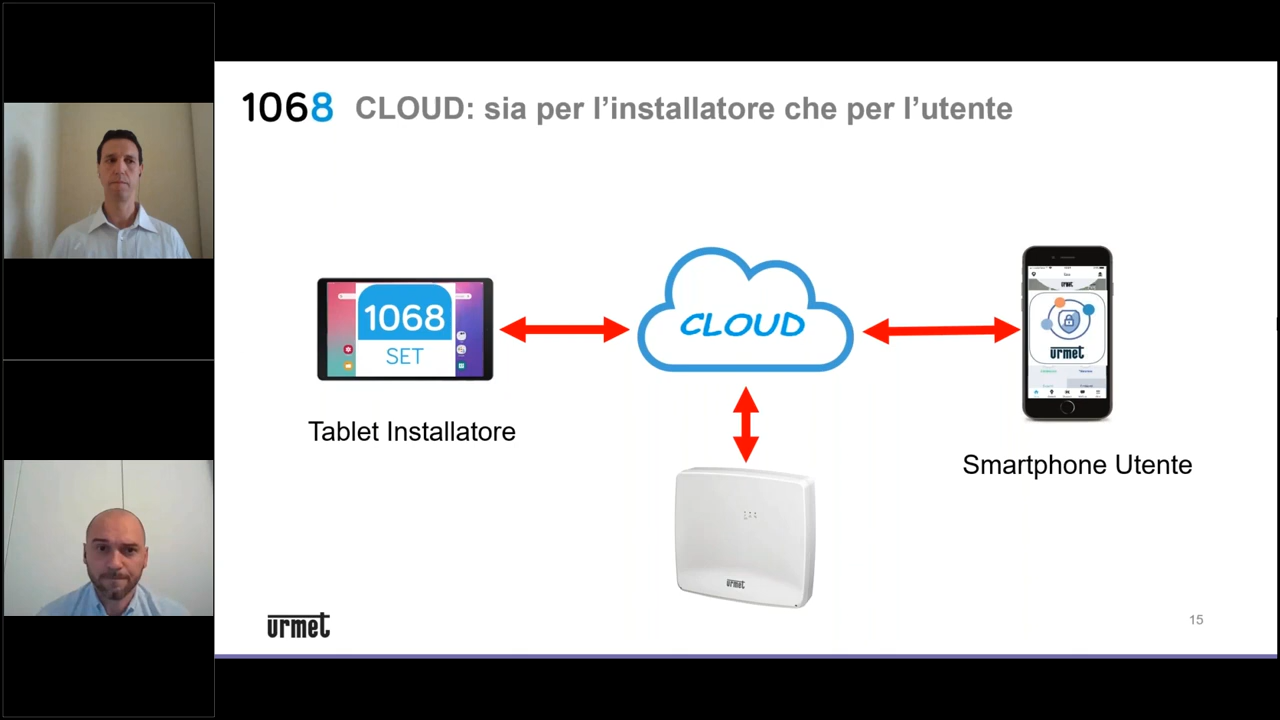 1068 CLOUD: sia per l’installatore che per l’utente
1068
SET
CLOUD
urmet
urmet
Tablet Installatore
Smartphone Utente
urmet
urmet
15